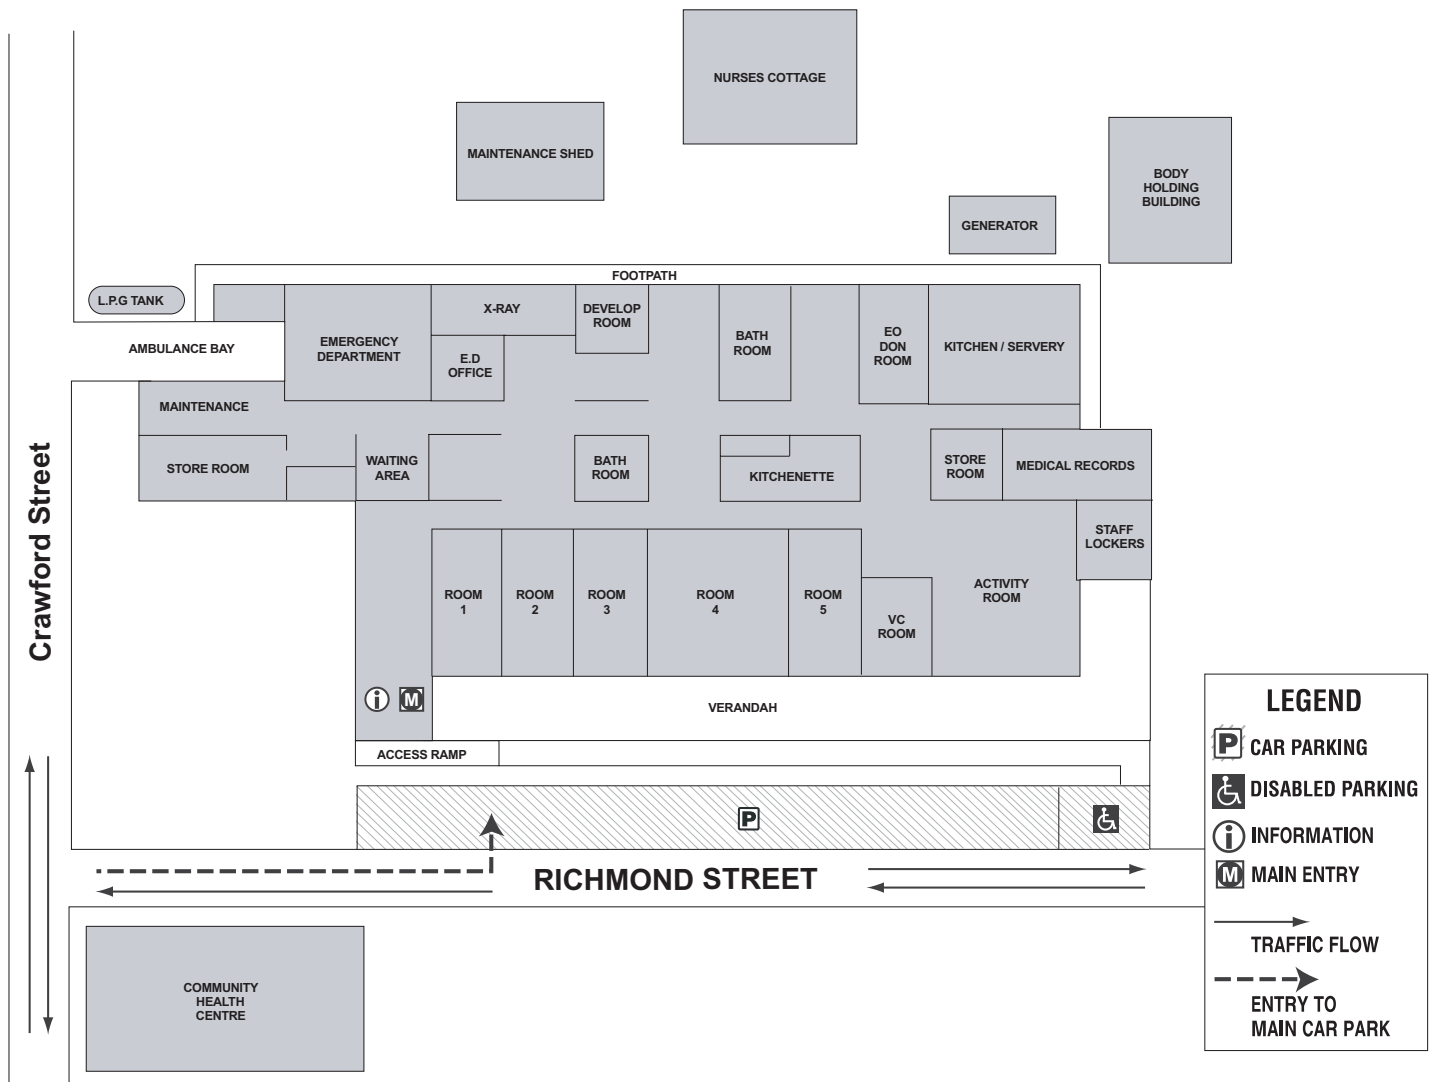 NURSES COTTAGE
MAINTENANCE SHED
BODY
HOLDING
BUILDING
GENERATOR
FOOTPATH
L.P.G TANK
AMBULANCE BAY
EMERGENCY
DEPARTMENT
X-RAY
E.D
OFFICE
DEVELOP
ROOM
BATH
ROOM
EO
DON
ROOM
KITCHEN / SERVERY
MAINTENANCE
STORE ROOM
WAITING
AREA
BATH
ROOM
KITCHENETTE
STORE
ROOM
MEDICAL RECORDS
STAFF
LOCKERS
ROOM
1
ROOM
2
ROOM
3
ROOM
4
ROOM
5
VC
ROOM
ACTIVITY
ROOM
Crawford Street
i
M
VERANDAH
ACCESS RAMP
P
RICHMOND STREET
COMMUNITY
HEALTH
CENTRE
LEGEND
P CAR PARKING
DISABLED PARKING
i INFORMATION
M MAIN ENTRY
TRAFFIC FLOW
ENTRY TO
MAIN CAR PARK